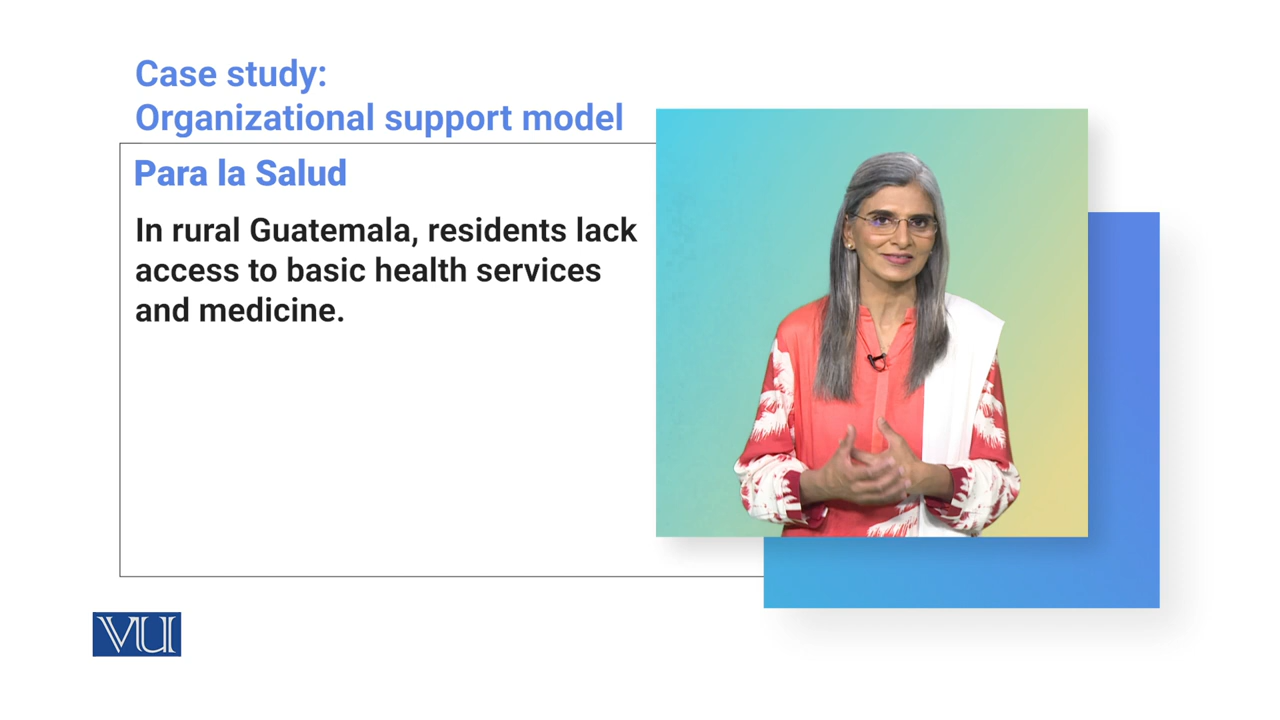 Case study:
Organizational support model
Para la Salud
In rural Guatemala, residents lack
access to basic health services
and medicine.
VU